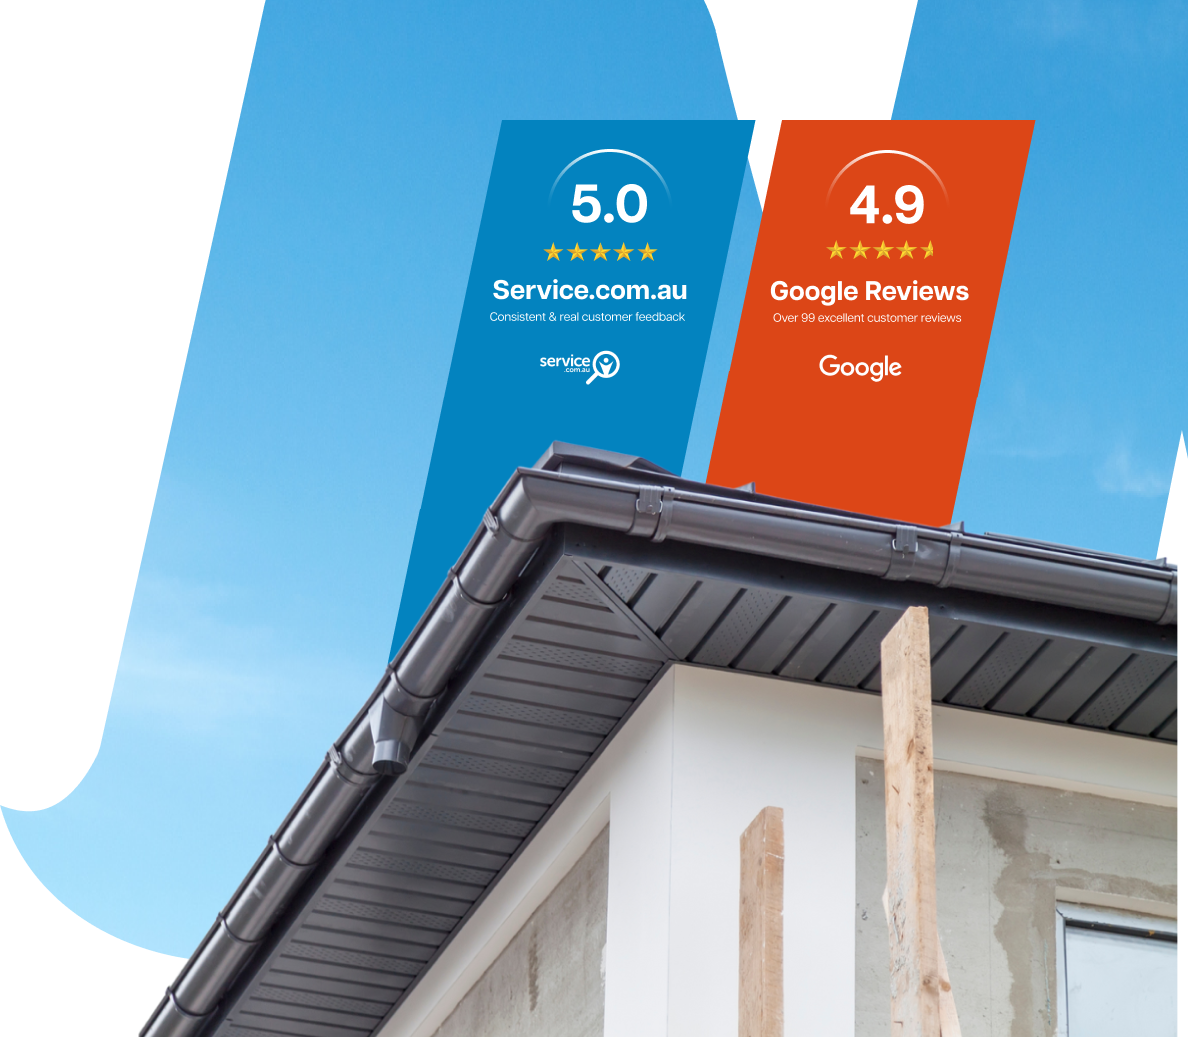 5.0
Service.com.au
Consistent & real customer feedback
service
.com.au
4.9
Google Reviews
Over 99 excellent customer reviews
Google